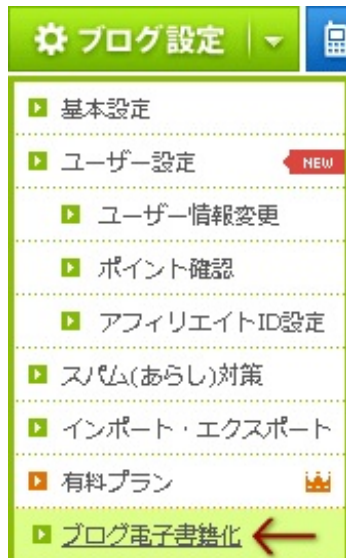 ブログ設定
基本設定
ユーザー設定 NEW
ユーザー情報変更
ポイント確認
アフィリエイトID設定
スパム(あらし)対策
インポート・エクスポート
有料プラン
ブログ電子書籍化